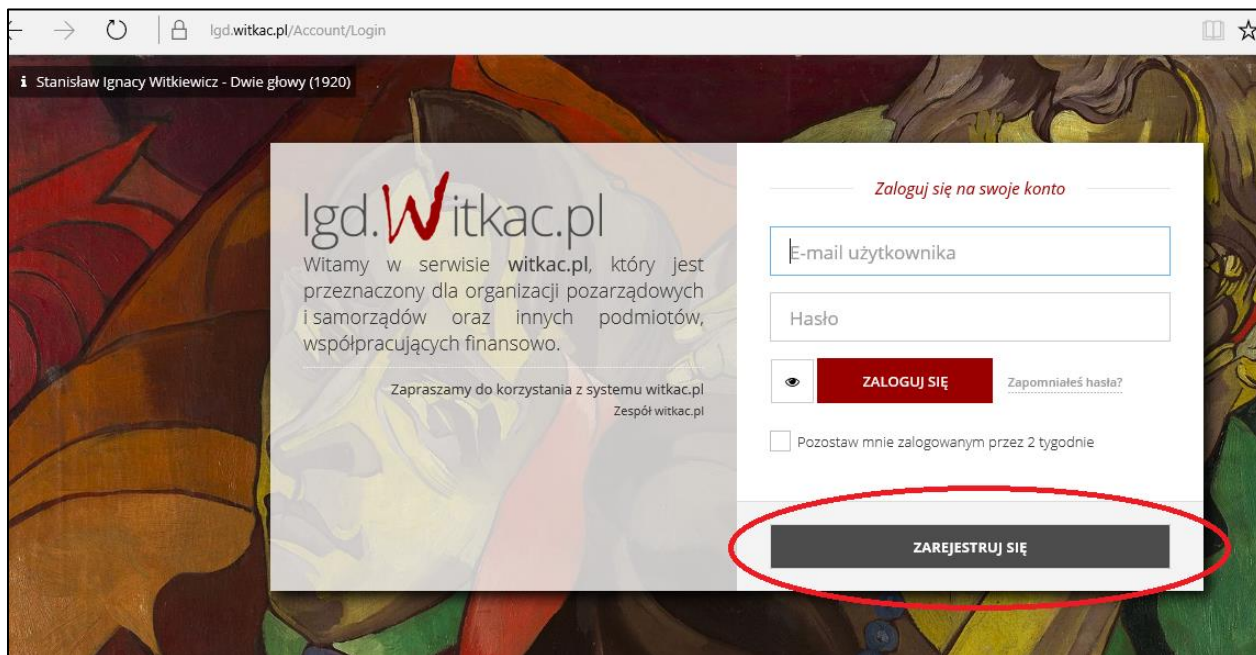 lgd.witkac.pl/Account/Login
i Stanisław Ignacy Witkiewicz - Dwie głowy (1920)
lgd.Witkac.pl
Witamy w serwisie witkac.pl, który jest
przeznaczony dla organizacji pozarządowych
i samorządów oraz innych podmiotów,
współpracujących finansowo.
Zapraszamy do korzystania z systemu witkac.pl
Zespół witkac.pl
Zaloguj się na swoje konto
E-mail użytkownika
Hasło
ZALOGUJ SIĘ
Zapomniałeś hasła?
Pozostaw mnie zalogowanym przez 2 tygodnie
ZAREJESTRUJ SIĘ